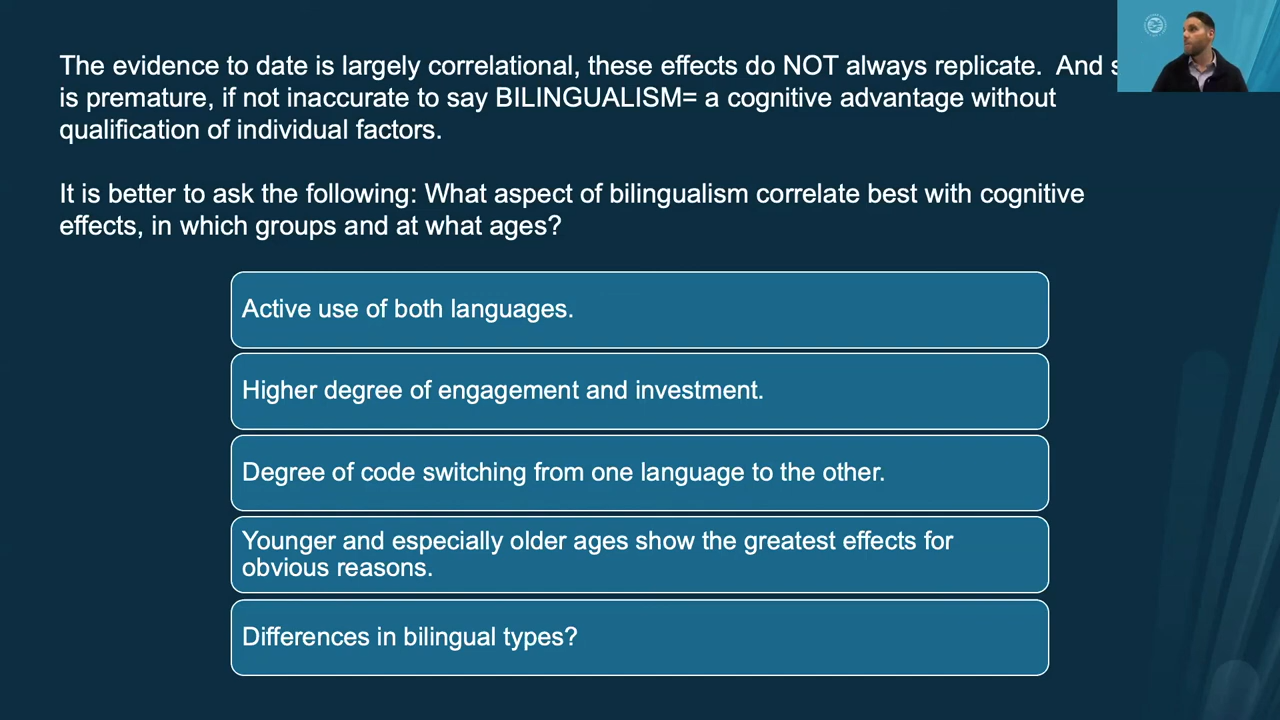 The evidence to date is largely correlational, these effects do NOT always replicate.  And
is premature, if not inaccurate to say BILINGUALISM= a cognitive advantage without
qualification of individual factors.
It is better to ask the following: What aspect of bilingualism correlate best with cognitive
effects, in which groups and at what ages?
Active use of both languages.
Higher degree of engagement and investment.
Degree of code switching from one language to the other.
Younger and especially older ages show the greatest effects for
obvious reasons.
Differences in bilingual types?